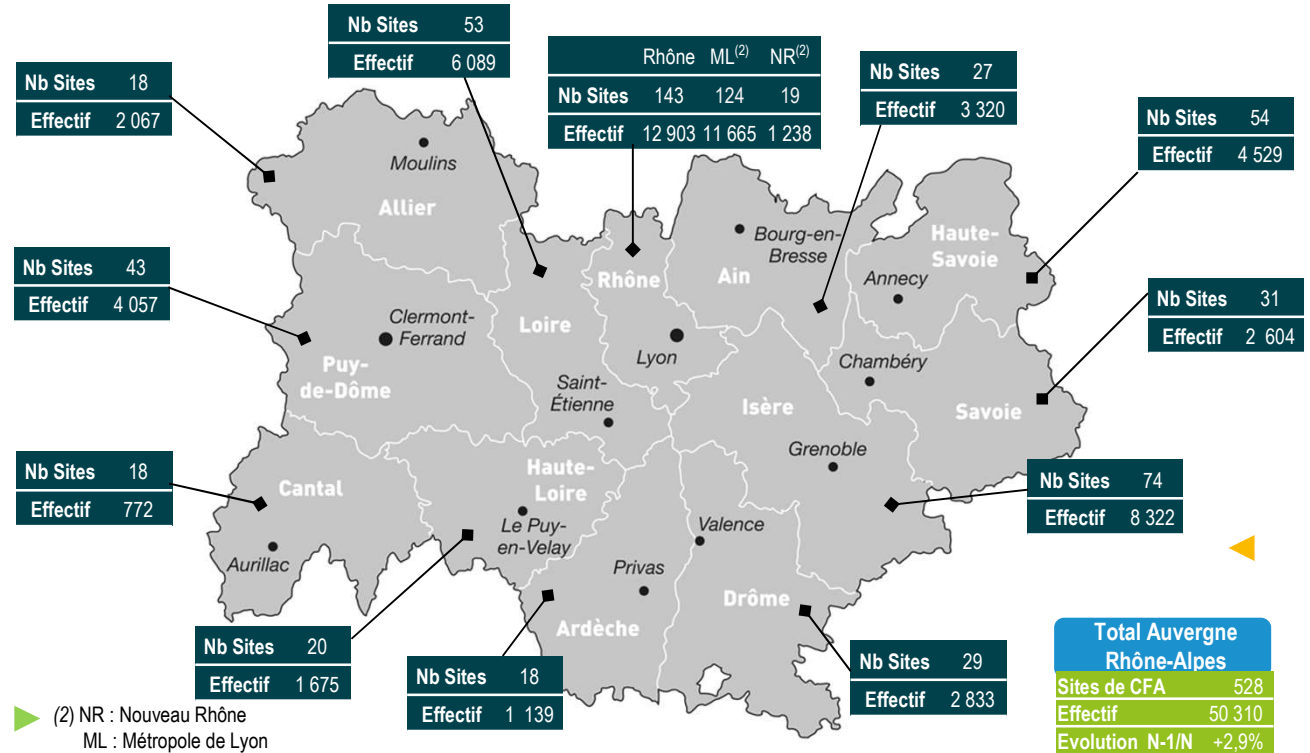 Nb Sites 53
Effectif 6 089
Rhône ML(2) NR(2)
Nb Sites 143 124 19
Effectif 12 903 11 665 1 238
Nb Sites 27
Effectif 3 320
Nb Sites 18
Effectif 2 067
Nb Sites 54
Effectif 4 529
Moulins
Allier
Bourg-en-
Bresse
Haute-
Savoie
Rhône
Ain
Annecy
Nb Sites 43
Effectif 4 057
Nb Sites 31
Effectif 2 604
Clermont-
Ferrand
Loire
Lyon
Chambéry
Puy-
de-Dôme
Saint-
Étienne
Isère
Savoie
Grenoble
Nb Sites 18
Effectif 772
Cantal
Haute-
Loire
Nb Sites 74
Effectif 8 322
Le Puy-
en-Velay
Valence
Aurillac
Privas
Drôme
Ardèche
Nb Sites 20
Effectif 1 675
Nb Sites 18
Effectif 1 139
Nb Sites 29
Effectif 2 833
Total Auvergne
Rhône-Alpes
Sites de CFA 528
Effectif 50 310
Evolution N-1/N +2,9%
(2) NR : Nouveau Rhône
ML : Métropole de Lyon